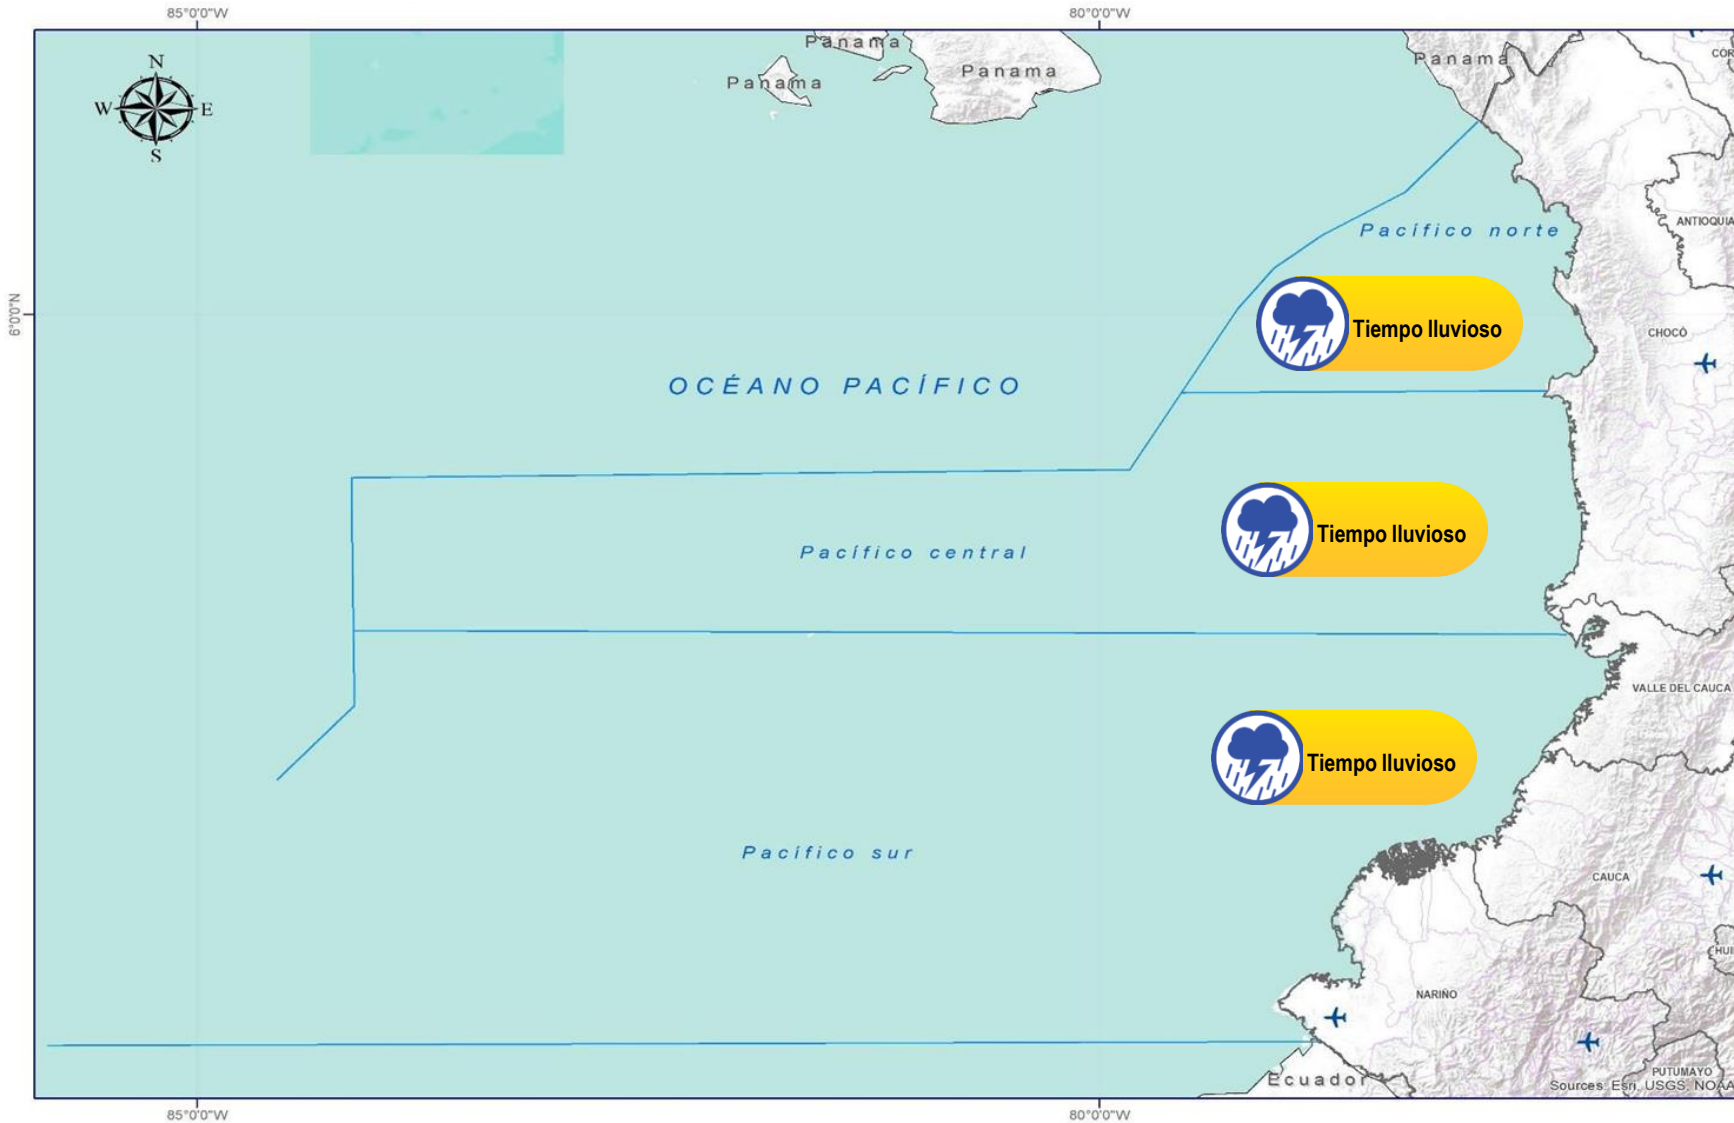 85°0'0"W
80°0'0"W
N
W
E
S
Panama
Panama
Panama
Panama
ANTIOQUIA
Pacífico norte
6°0'0"N
Tiempo lluvioso
CHOCÓ
OCÉANO PACÍFICO
Tiempo lluvioso
Pacífico central
VALLE DEL CAUCA
Tiempo lluvioso
Pacífico sur
CAUCA
NARIÑO
PUTUMAYO
Ecuador
Sources: Esri, USGS, NOAA
85°0'0"W
80°0'0"W